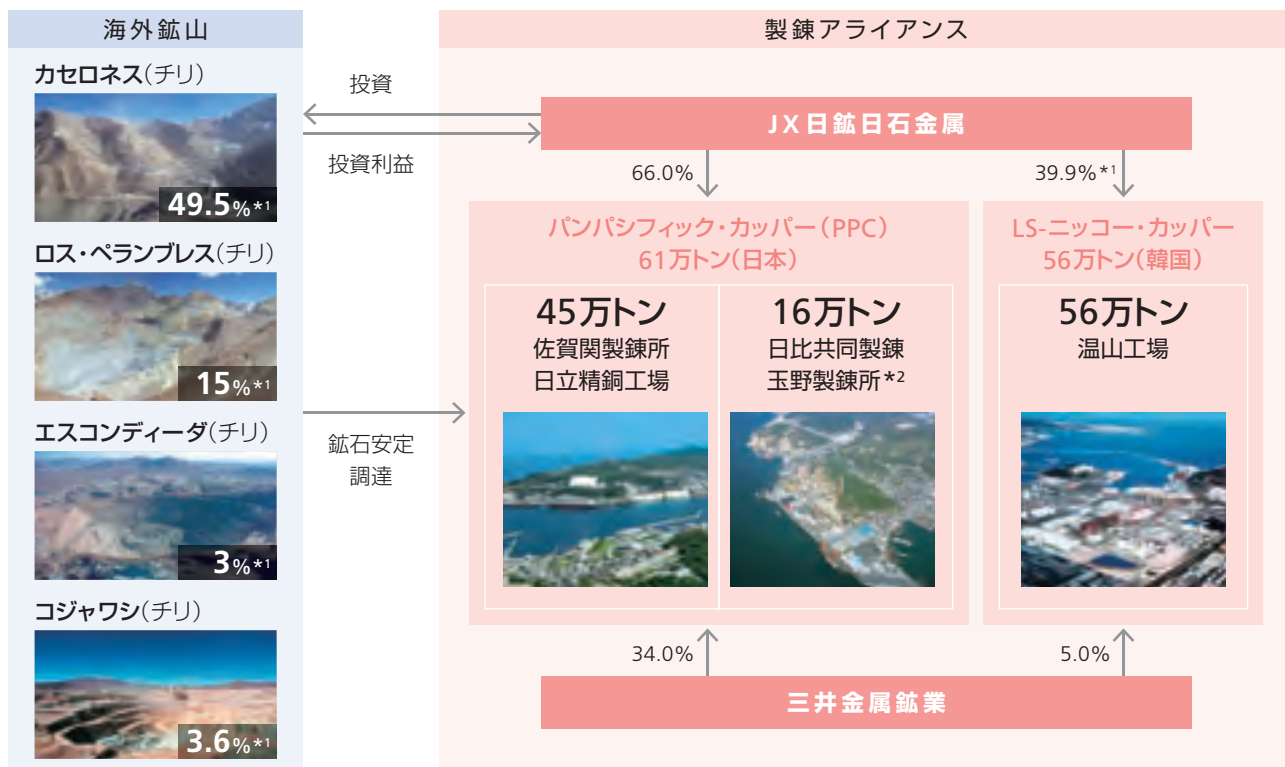 海外鉱山
カセロネス(チリ)
49.5%*1
ロス・ペランブレス(チリ)
15%*1
エスコンディーダ(チリ)
3%*1
コジャワシ(チリ)
3.6%*1
投資
投資利益
鉱石安定
調達
製錬アライアンス
JX日鉱日石金属
66.0%
39.9%*1
パンパシフィック・カッパー(PPC)
61万トン(日本)
45万トン
佐賀関製錬所
日立精銅工場
16万トン
日比共同製錬
玉野製錬所*2
LS-ニッコー・カッパー
56万トン(韓国)
56万トン
温山工場
34.0%
5.0%
三井金属鉱業